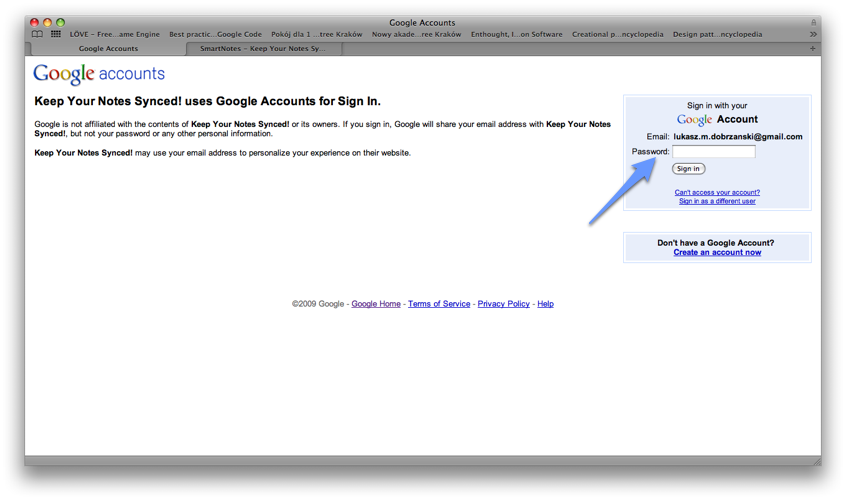 Google Accounts
LÖVE – Free...ame Engine Best practic...Google Code Pokój dla 1 ...tree Kraków Nowy akade...ree Kraków Enthought, I...on Software Creational p...ncyclopedia Design patt...ncyclopedia
Google Accounts SmartNotes – Keep Your Notes Sy...
Google accounts
Keep Your Notes Synced! uses Google Accounts for Sign In.
Google is not affiliated with the contents of Keep Your Notes Synced! or its owners. If you sign in, Google will share your email address with Keep Your Notes
Synced!, but not your password or any other personal information.
Keep Your Notes Synced! may use your email address to personalize your experience on their website.
Sign in with your
Google Account
Email: lukasz.m.dobrzanski@gmail.com
Password:
Sign in
Can't access your account?
Sign in as a different user
Don't have a Google Account?
Create an account now
©2009 Google - Google Home - Terms of Service - Privacy Policy - Help